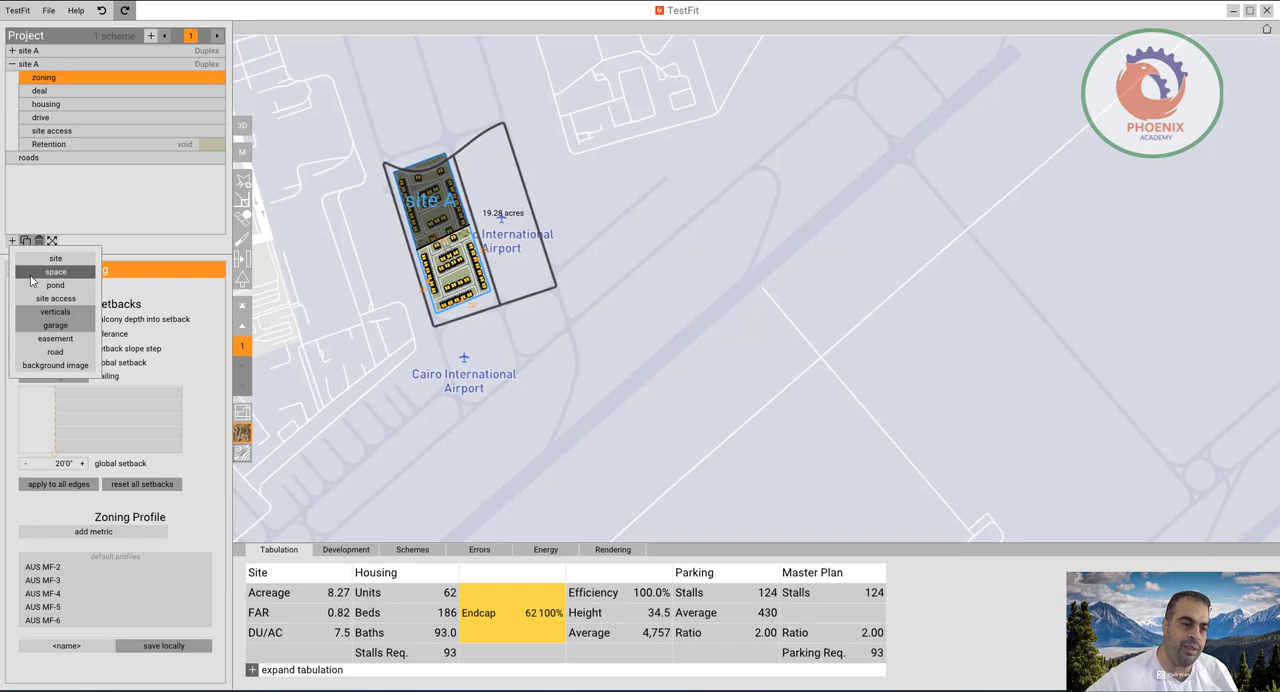 TestFit File Help
TestFit
Project 1 scheme + 1
+ site A Duplex
− site A Duplex
zoning
deal
housing
drive
site access
Retention void
roads
+
site
space
pond
site access
verticals
garage
easement
road
background image
g
etbacks
alcony depth into setback
lerance
etback slope step
obal setback
ailing
- 20'0" + global setback
apply to all edges reset all setbacks
Zoning Profile
add metric
default profiles
AUS MF-2
AUS MF-3
AUS MF-4
AUS MF-5
AUS MF-6
<name> save locally
3D
M
1
site A
19.28 acres
o International
Airport
20'
Cairo International
Airport
PHOENIX
ACADEMY
Tabulation Development Schemes Errors Energy Rendering
Site Housing Parking Master Plan
Acreage 8.27 Units 62 Efficiency 100.0% Stalls 124 Stalls 124
FAR 0.82 Beds 186 Endcap 62 100% Height 34.5 Average 430
DU/AC 7.5 Baths 93.0 Average 4,757 Ratio 2.00 Ratio 2.00
Stalls Req. 93 Parking Req. 93
+ expand tabulation